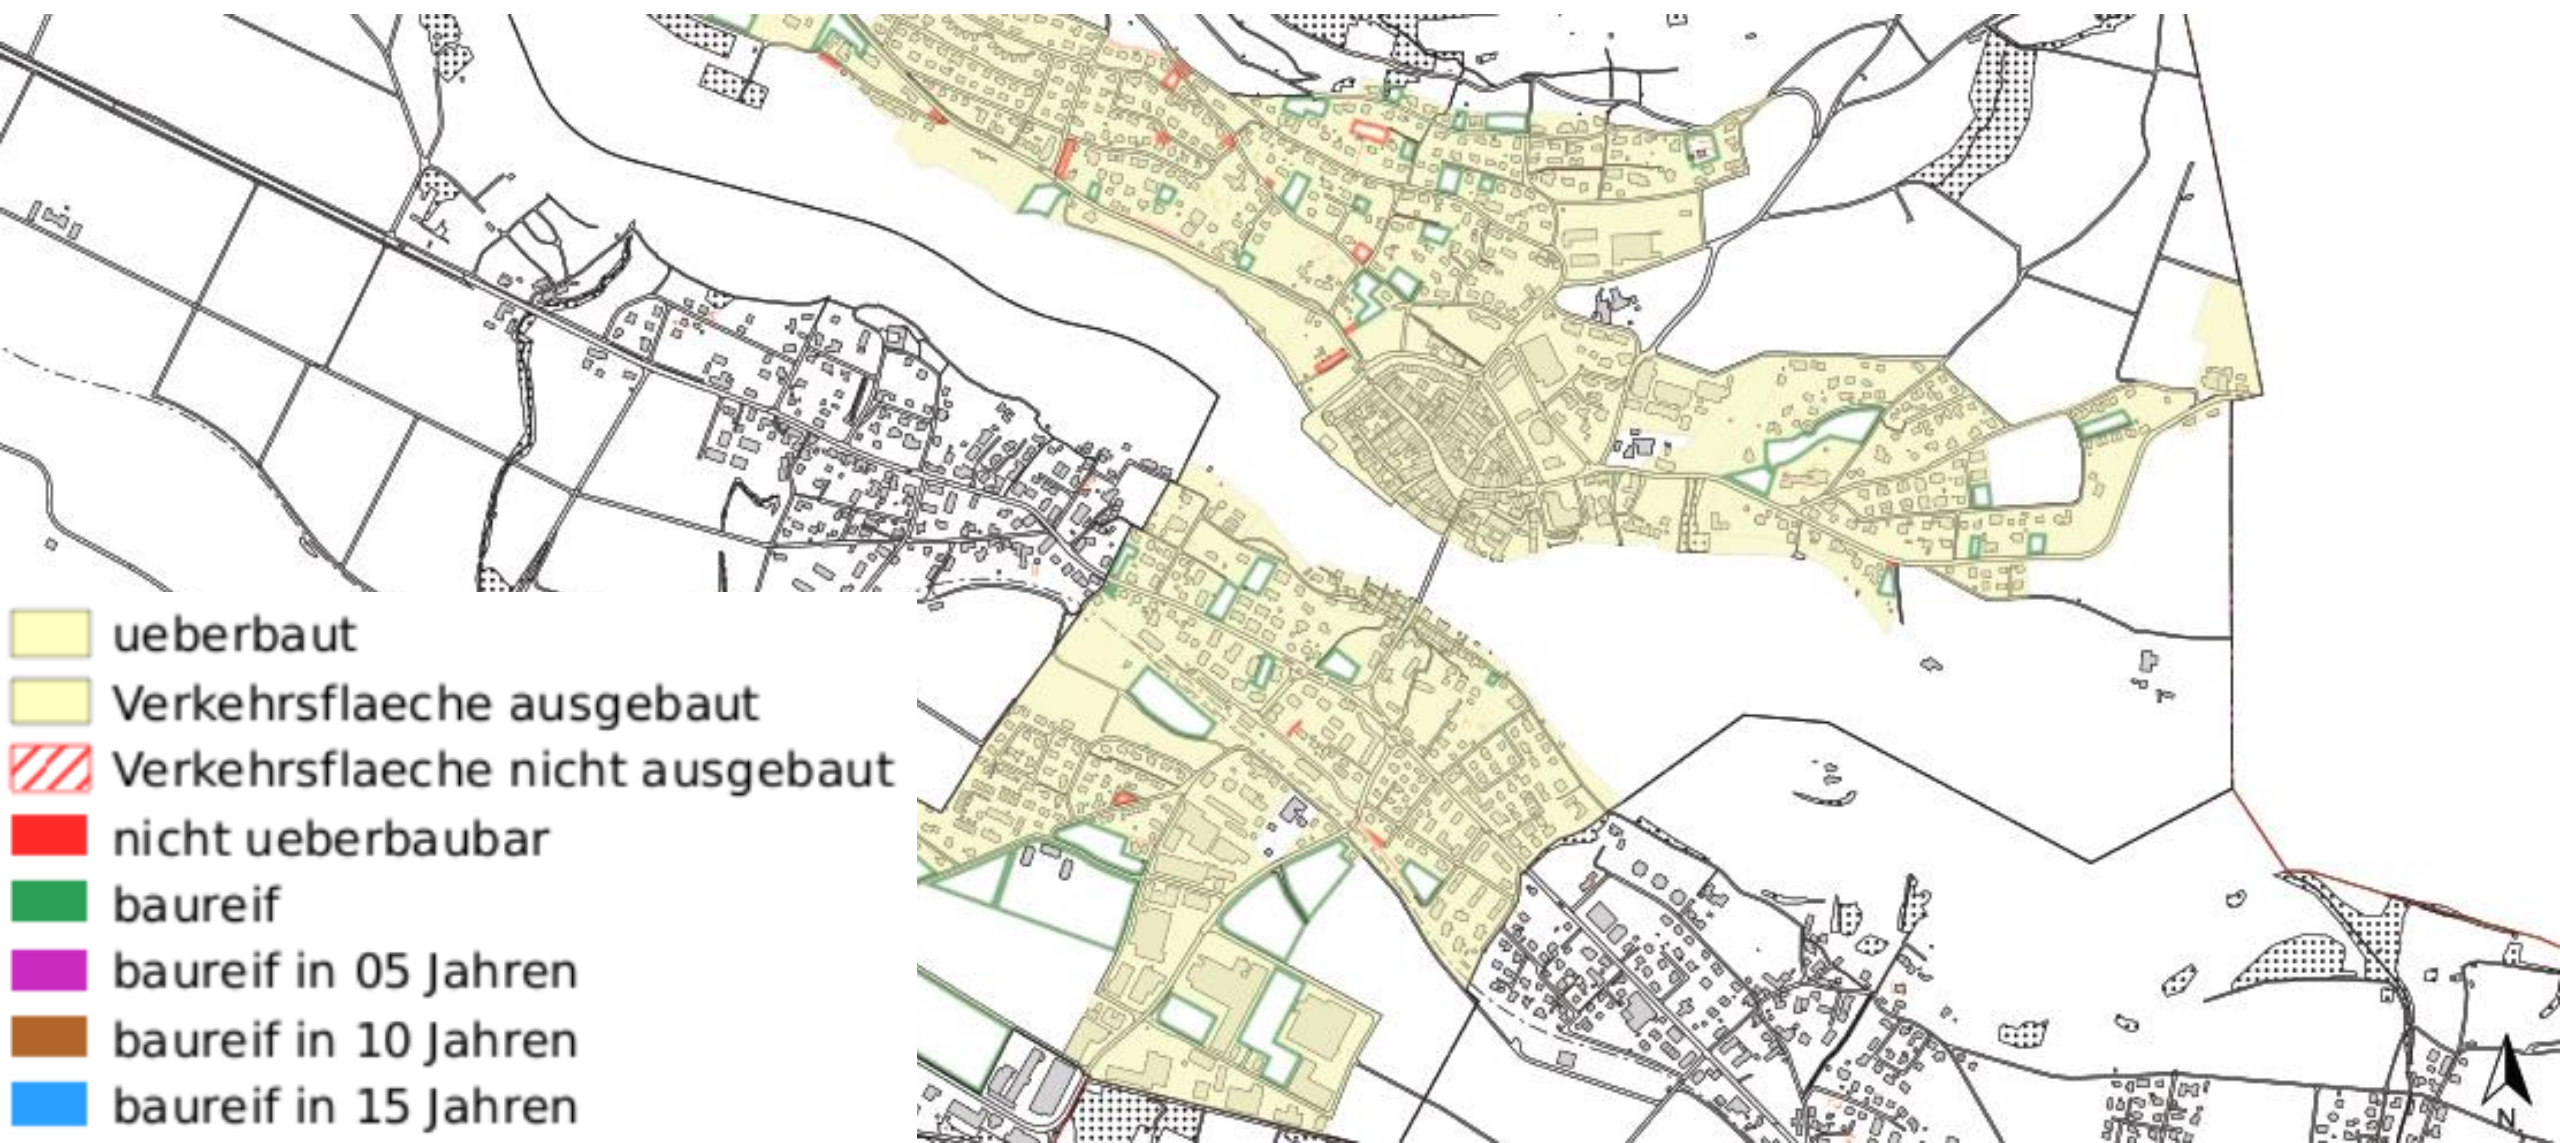 ueberbaut
Verkehrsflaeche ausgebaut
Verkehrsflaeche nicht ausgebaut
nicht ueberbaubar
baureif
baureif in 05 Jahren
baureif in 10 Jahren
baureif in 15 Jahren
N